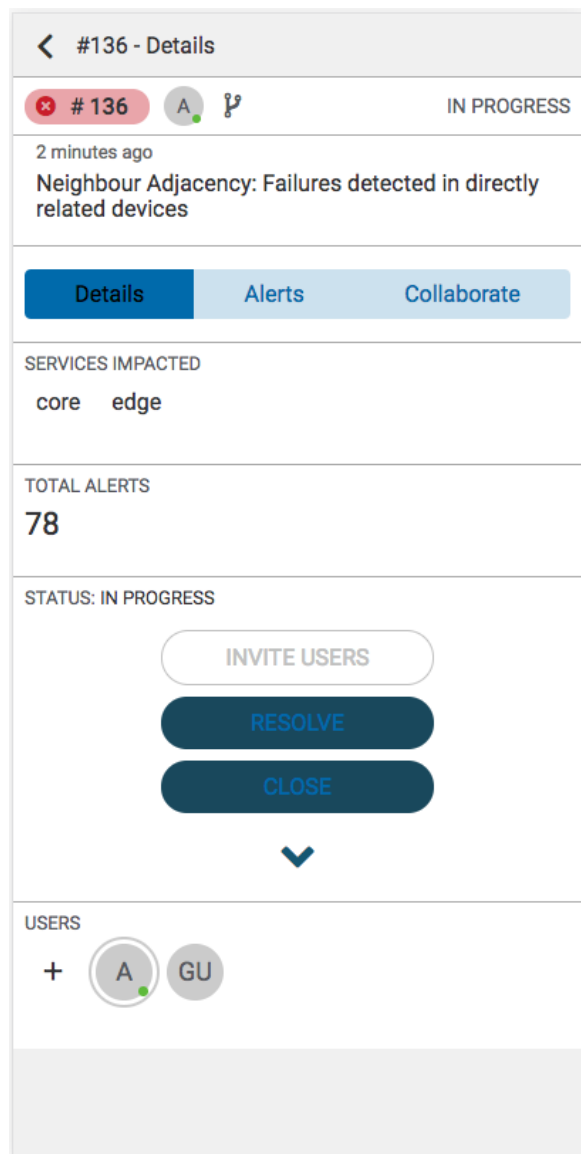 #136 - Details
# 136 A IN PROGRESS
2 minutes ago
Neighbour Adjacency: Failures detected in directly
related devices
Details Alerts Collaborate
SERVICES IMPACTED
core edge
TOTAL ALERTS
78
STATUS: IN PROGRESS
INVITE USERS
RESOLVE
CLOSE
USERS
+ A GU